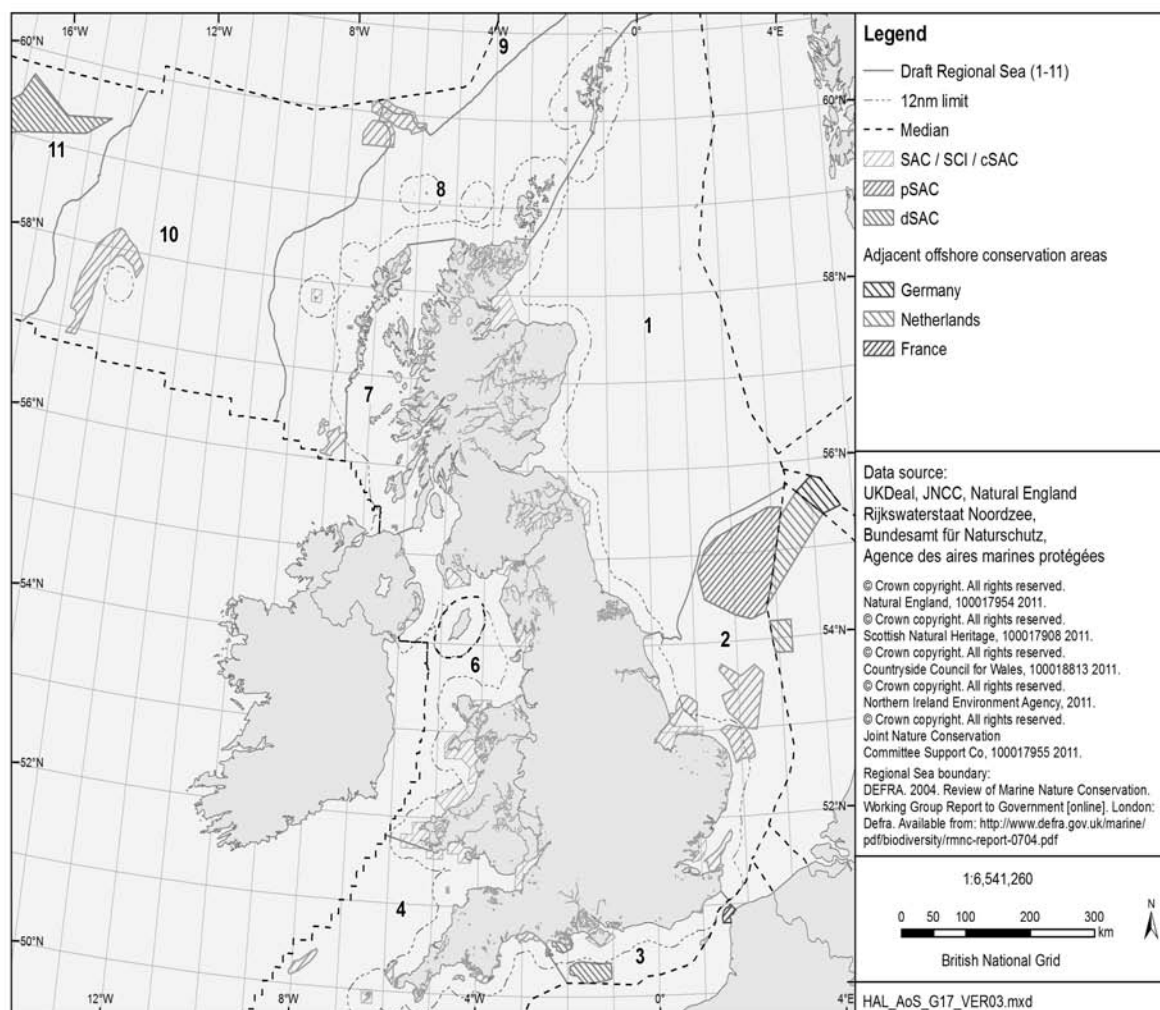 16°W
12°W
8°W
4°W
0°
4°E
60°N
58°N
56°N
54°N
52°N
50°N
60°N
58°N
56°N
54°N
52°N
50°N
12°W
8°W
4°W
0°
4°E
9
11
8
10
1
7
2
6
4
3
Legend
Draft Regional Sea (1-11)
12nm limit
Median
SAC / SCI / cSAC
pSAC
dSAC
Adjacent offshore conservation areas
Germany
Netherlands
France
Data source:
UKDeal, JNCC, Natural England
Rijkswaterstaat Noordzee,
Bundesamt für Naturschutz,
Agence des aires marines protégées
© Crown copyright. All rights reserved.
Natural England, 100017954 2011.
© Crown copyright. All rights reserved.
Scottish Natural Heritage, 100017908 2011.
© Crown copyright. All rights reserved.
Countryside Council for Wales, 100018813 2011.
© Crown copyright. All rights reserved.
Northern Ireland Environment Agency, 2011.
© Crown copyright. All rights reserved.
Joint Nature Conservation
Committee Support Co, 100017955 2011.
Regional Sea boundary:
DEFRA. 2004. Review of Marine Nature Conservation.
Working Group Report to Government [online]. London:
Defra. Available from: http://www.defra.gov.uk/marine/
pdf/biodiversity/rmnc-report-0704.pdf
1:6,541,260
N
0 50 100 200 300
km
British National Grid
HAL_AoS_G17_VER03.mxd